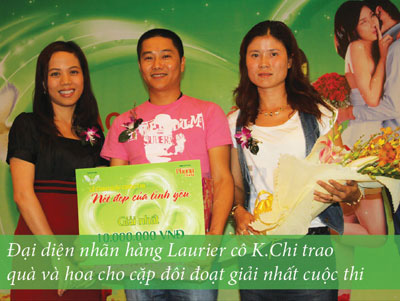 Nét đẹp của tình yêu
Giải nhất
10.000.000 VNĐ
Đại diện nhãn hàng Laurier cô K.Chi trao
quà và hoa cho cặp đôi đoạt giải nhất cuộc thi